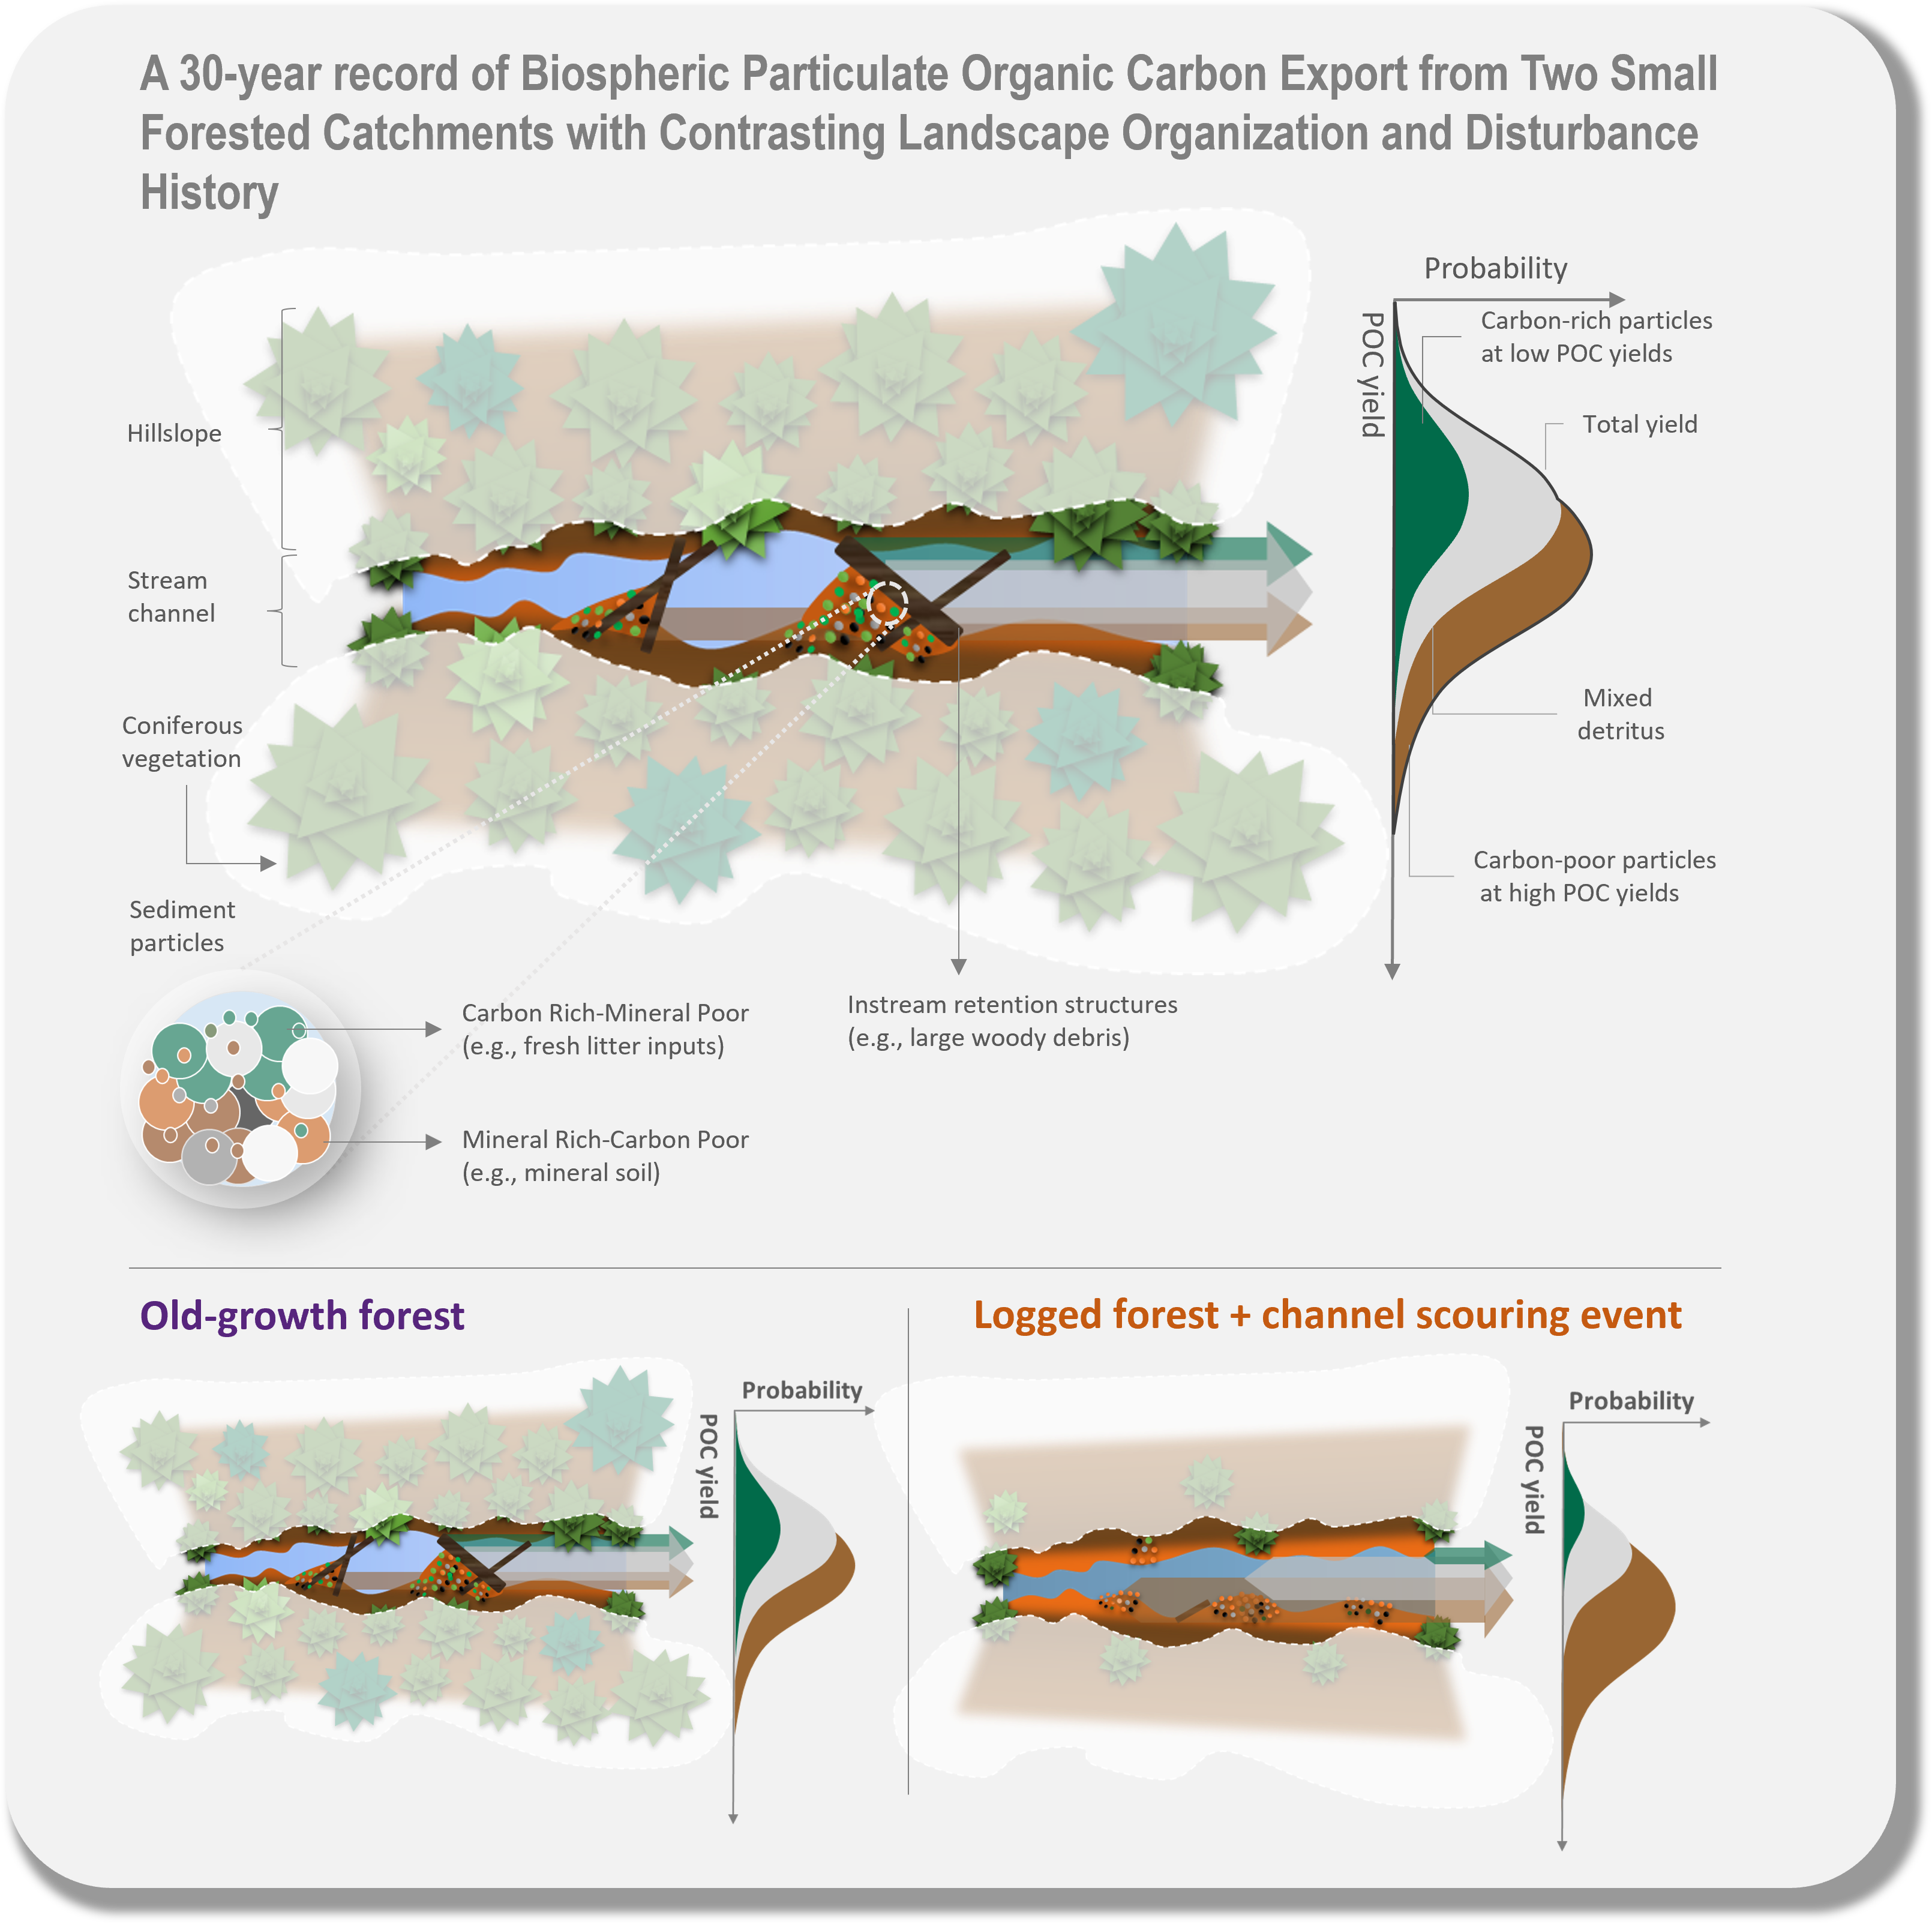 A 30-year record of Biospheric Particulate Organic Carbon Export from Two Small
Forested Catchments with Contrasting Landscape Organization and Disturbance
History
Probability
POC yield
Carbon-rich particles
at low POC yields
Total yield
Hillslope
Stream
channel
Mixed
detritus
Coniferous
vegetation
Carbon-poor particles
at high POC yields
Sediment
particles
Carbon Rich-Mineral Poor
(e.g., fresh litter inputs)
Instream retention structures
(e.g., large woody debris)
Mineral Rich-Carbon Poor
(e.g., mineral soil)
Old-growth forest
Probability
POC yield
Logged forest + channel scouring event
Probability
POC yield